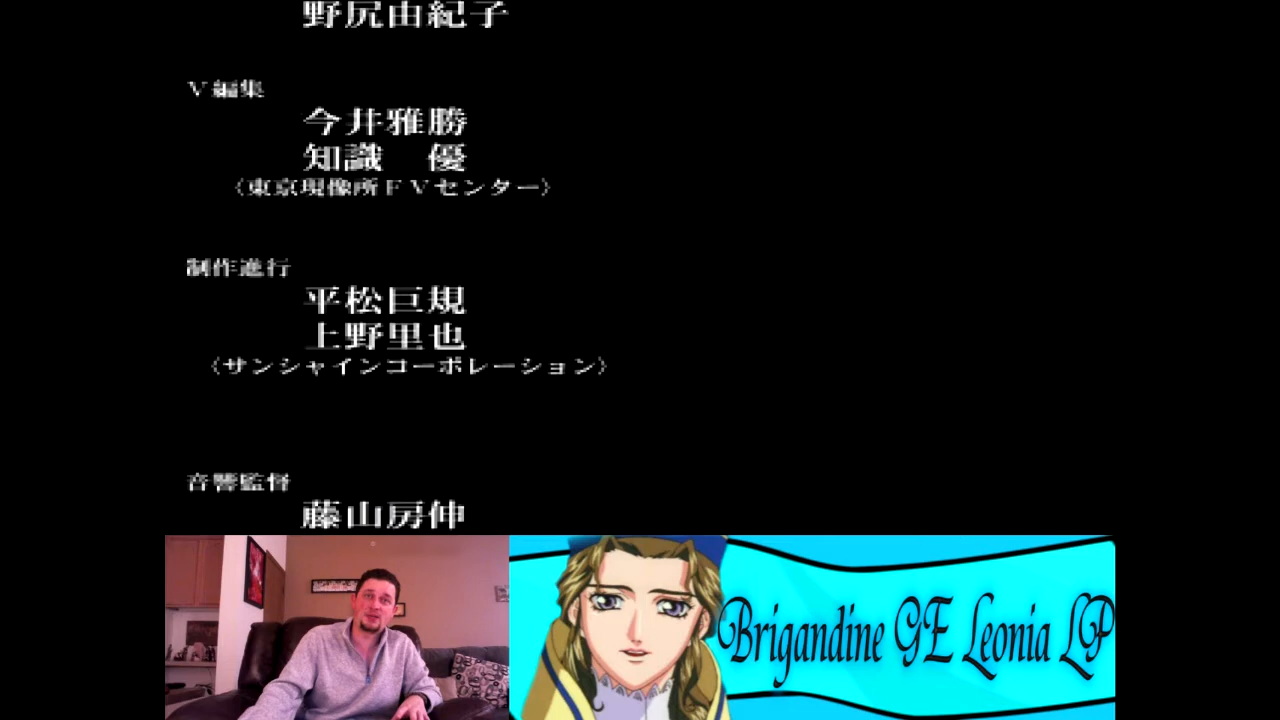 野尻由紀子
V編集
今井雅勝
知識 優
〈東京現像所FVセンター〉
制作進行
平松巨規
上野里也
〈サンシャインコーポレーション〉
音響監督
藤山房伸
Brigandine GE Leonia LP